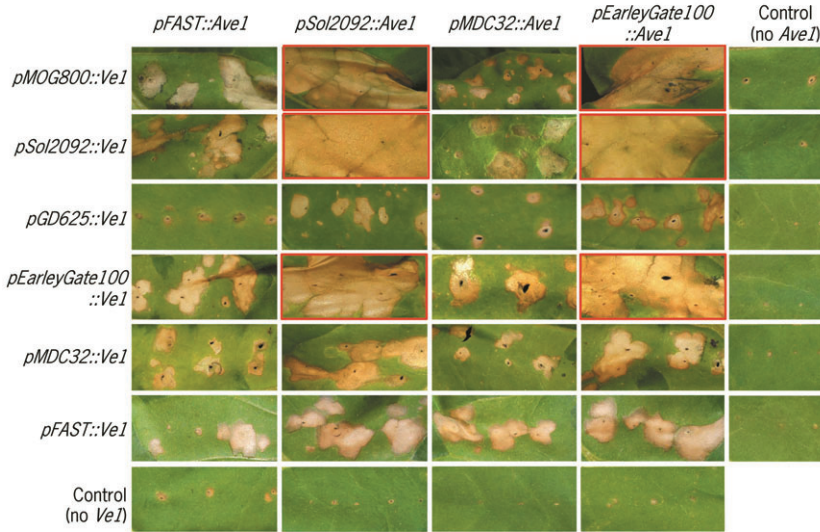 pFAST::Ave1
pSol2092::Ave1
pMDC32::Ave1
pEarleyGate100
::Ave1
Control
(no Ave1)
pMOG800::Ve1
pSol2092::Ve1
pGD625::Ve1
pEarleyGate100
::Ve1
pMDC32::Ve1
pFAST::Ve1
Control
(no Ve1)